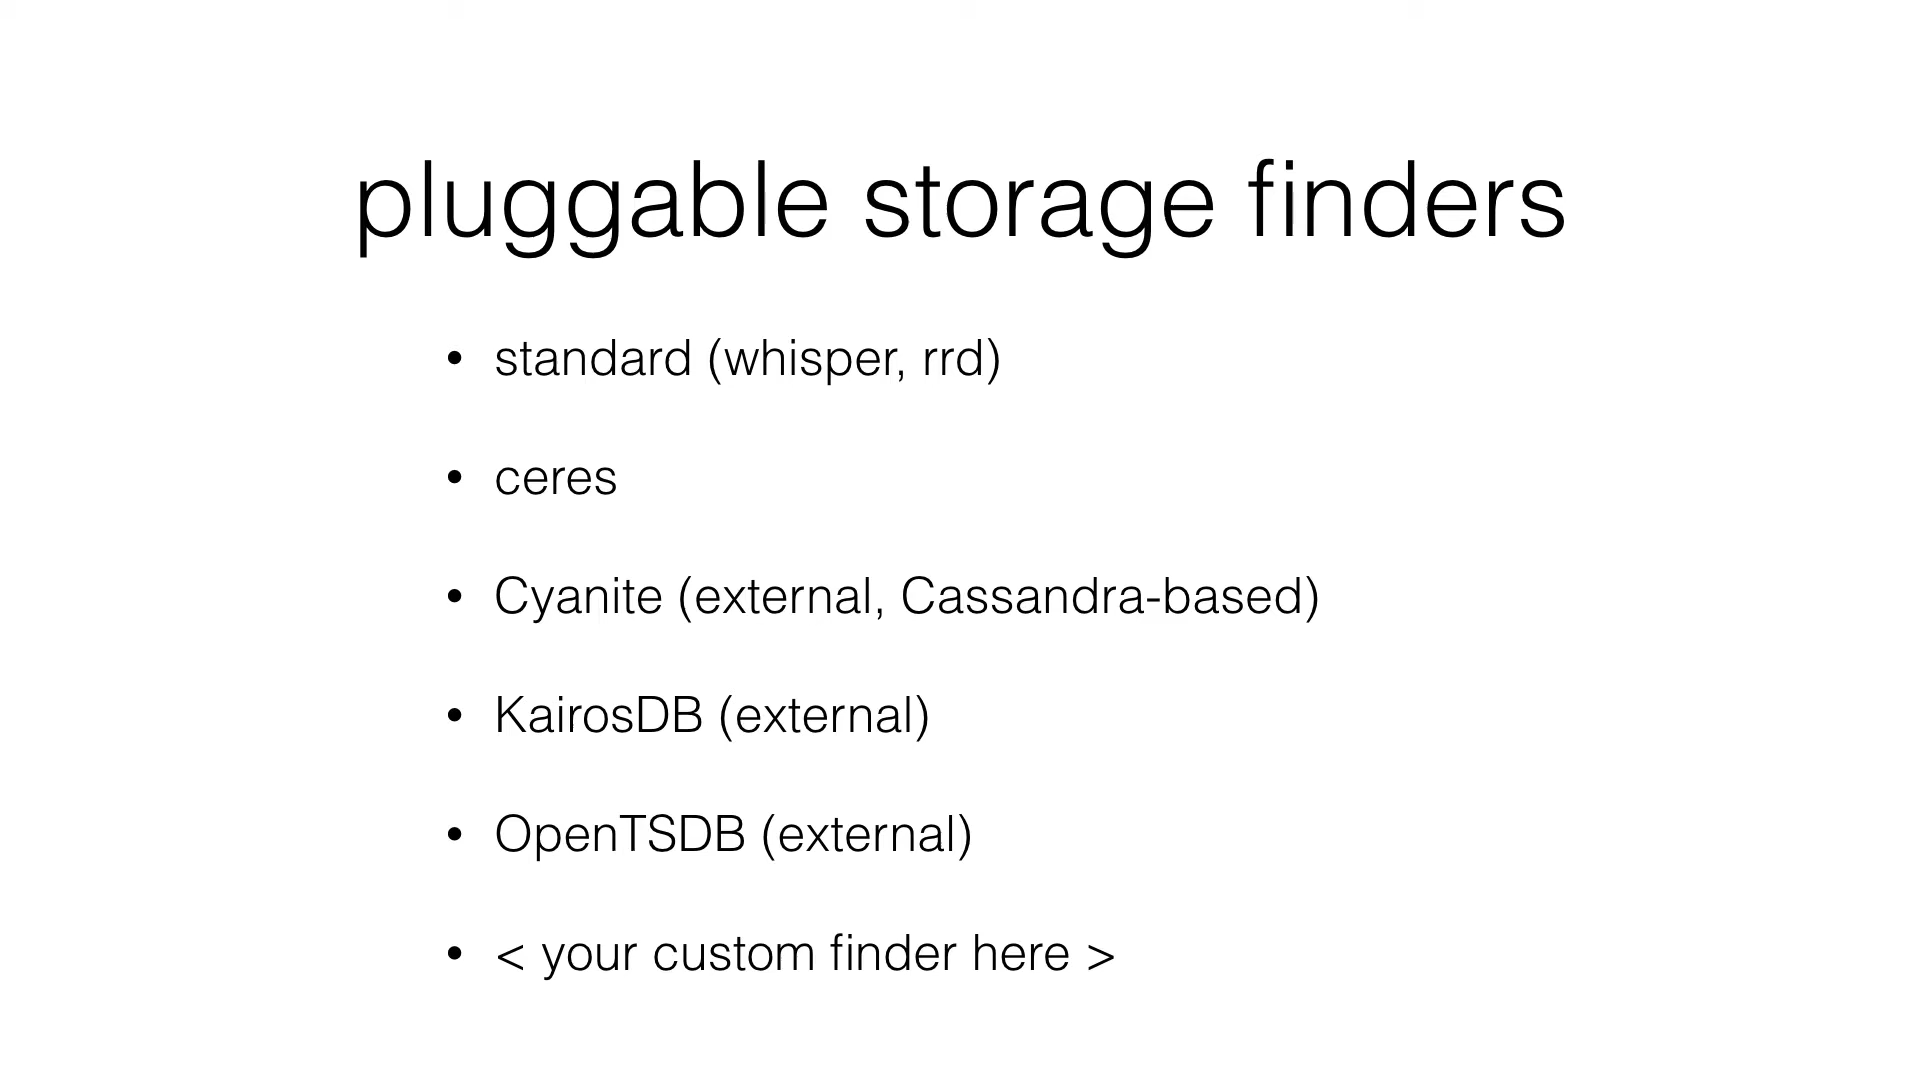 pluggable storage finders
• standard (whisper, rrd)
• ceres
• Cyanite (external, Cassandra-based)
• KairosDB (external)
• OpenTSDB (external)
• < your custom finder here >